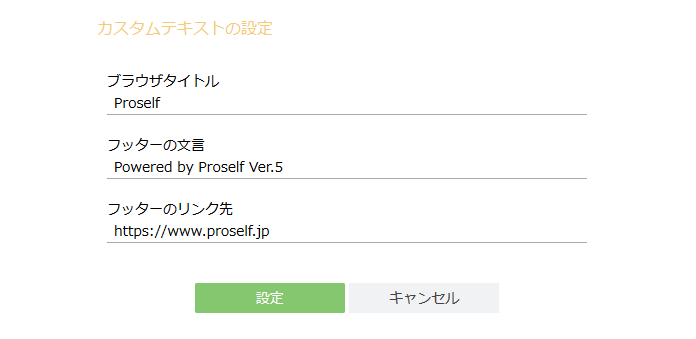 カスタムテキストの設定
ブラウザタイトル
Proself
フッターの文言
Powered by Proself Ver.5
フッターのリンク先
https://www.proself.jp
設定 キャンセル